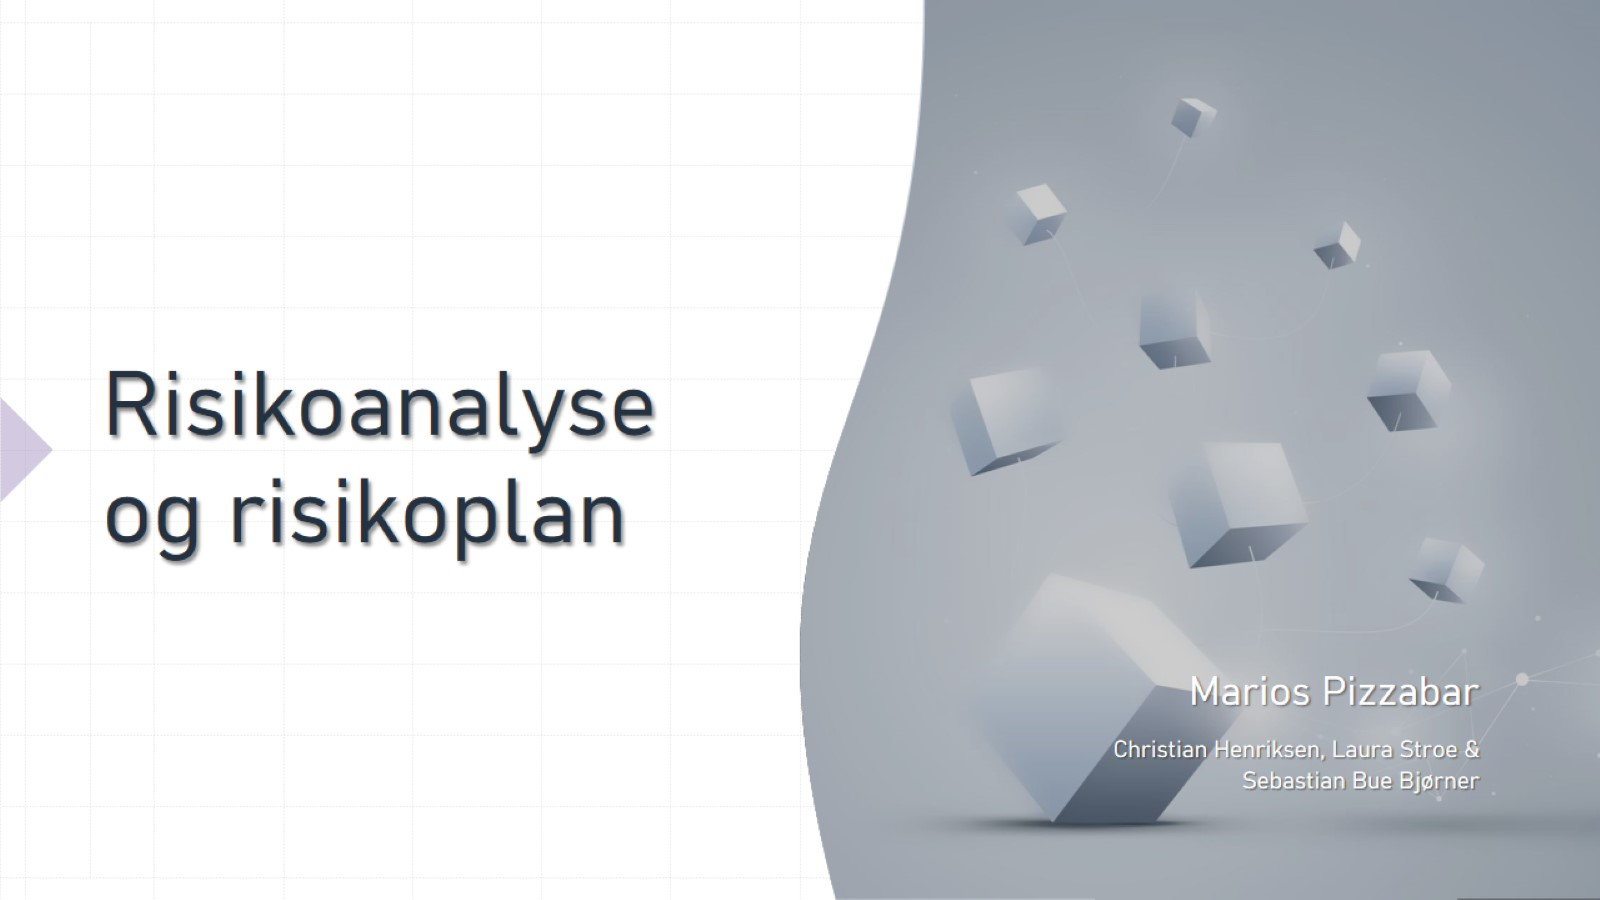 Risikoanalyse
og risikoplan
Marios Pizzabar
Christian Henriksen, Laura Stroe &
Sebastian Bue Bjørner